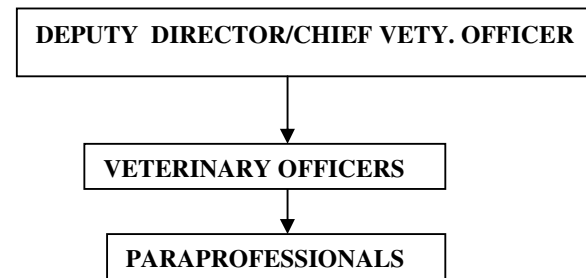 DEPUTY DIRECTOR/CHIEF VETY. OFFICER
VETERINARY OFFICERS
PARAPROFESSIONALS